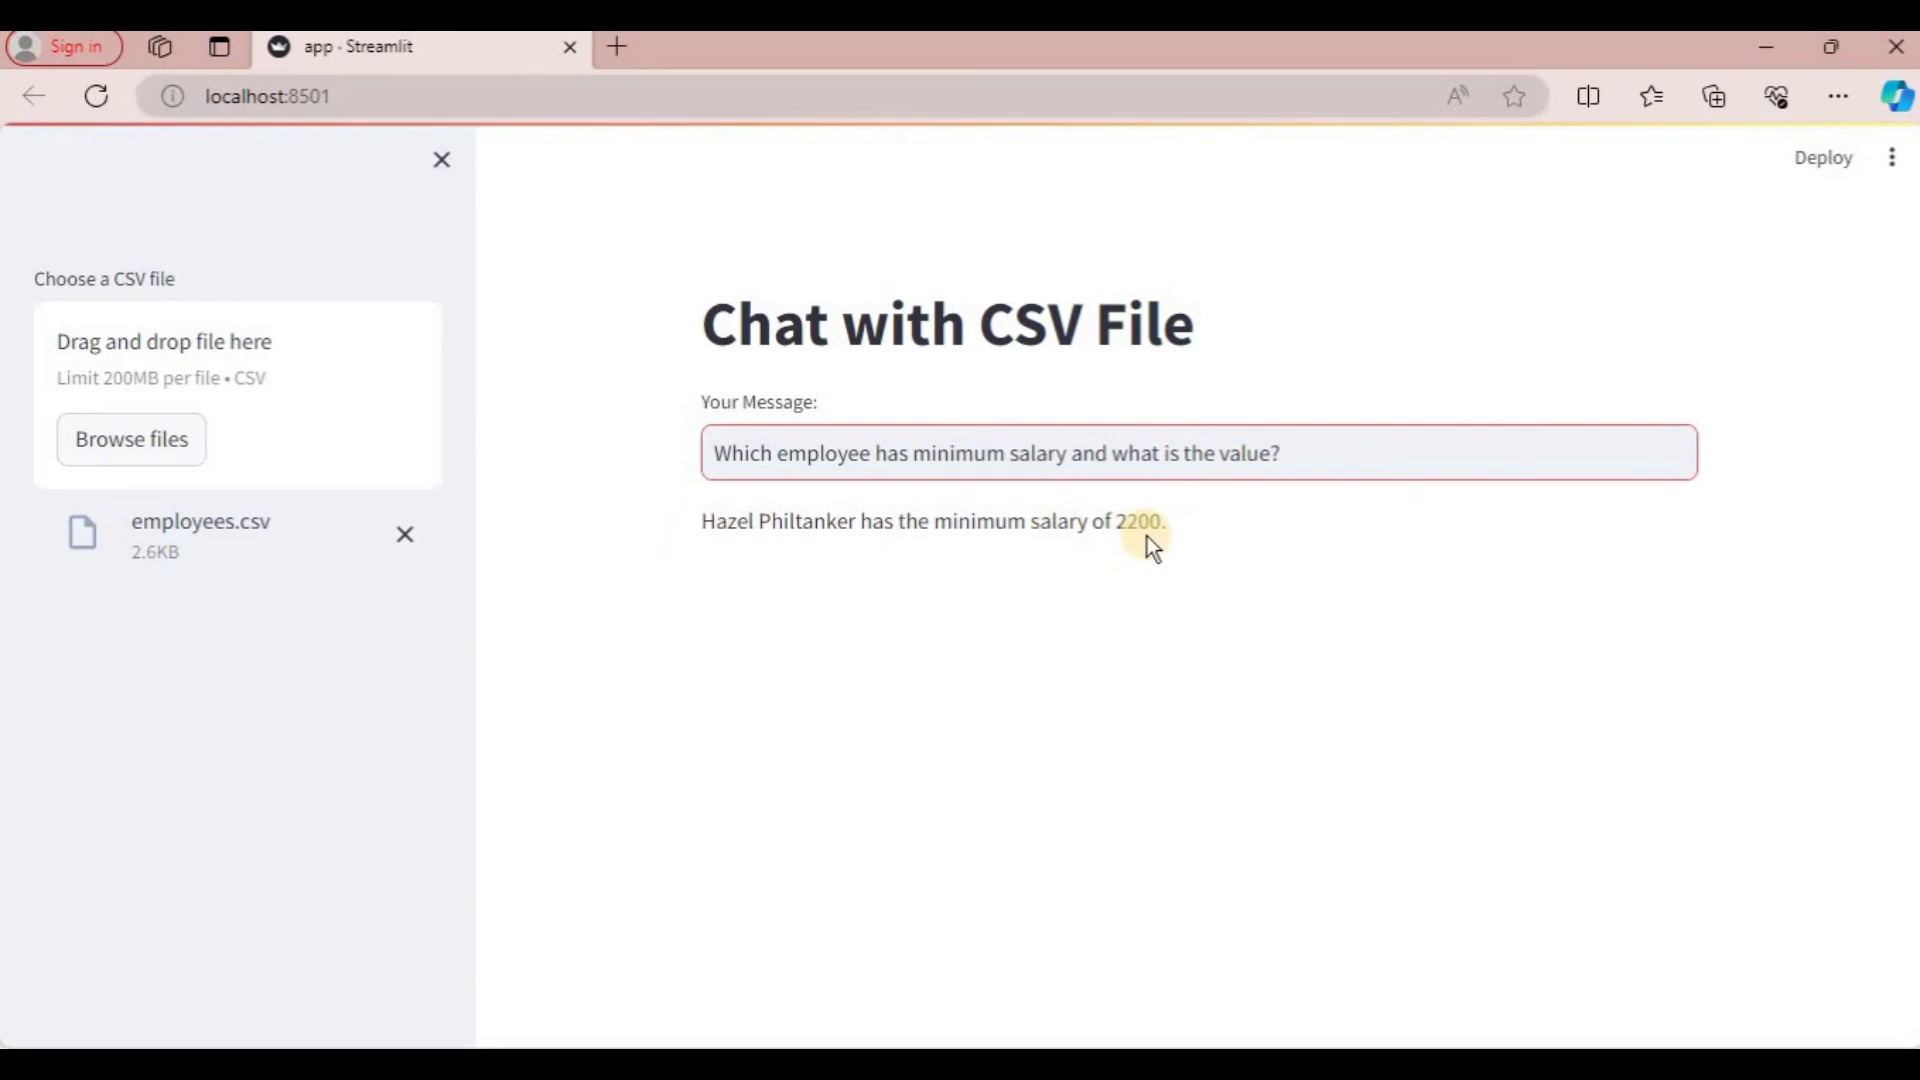 Sign in
app - Streamlit
localhost:8501
Deploy
Choose a CSV file
Drag and drop file here
Limit 200MB per file • CSV
Browse files
employees.csv
2.6KB
Chat with CSV File
Your Message:
Which employee has minimum salary and what is the value?
Hazel Philtanker has the minimum salary of 2200.